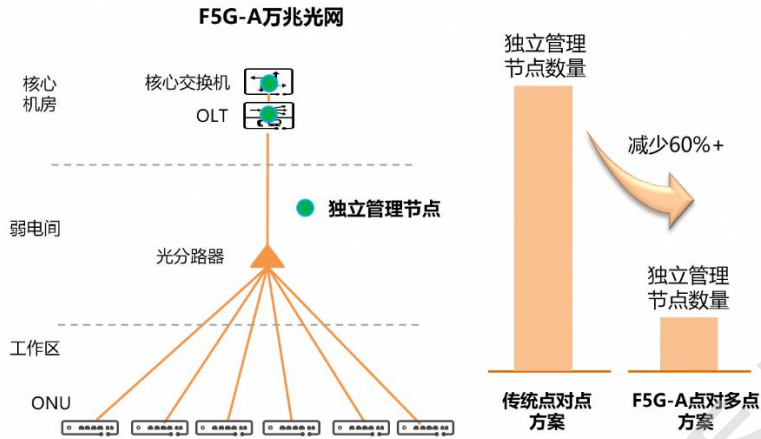 F5G-A万兆光网
核心
机房
核心交换机
OLT
独立管理节点
弱电间
光分路器
工作区
ONU
独立管理
节点数量
减少60%+
独立管理
节点数量
传统点对点
方案
F5G-A点对多点
方案